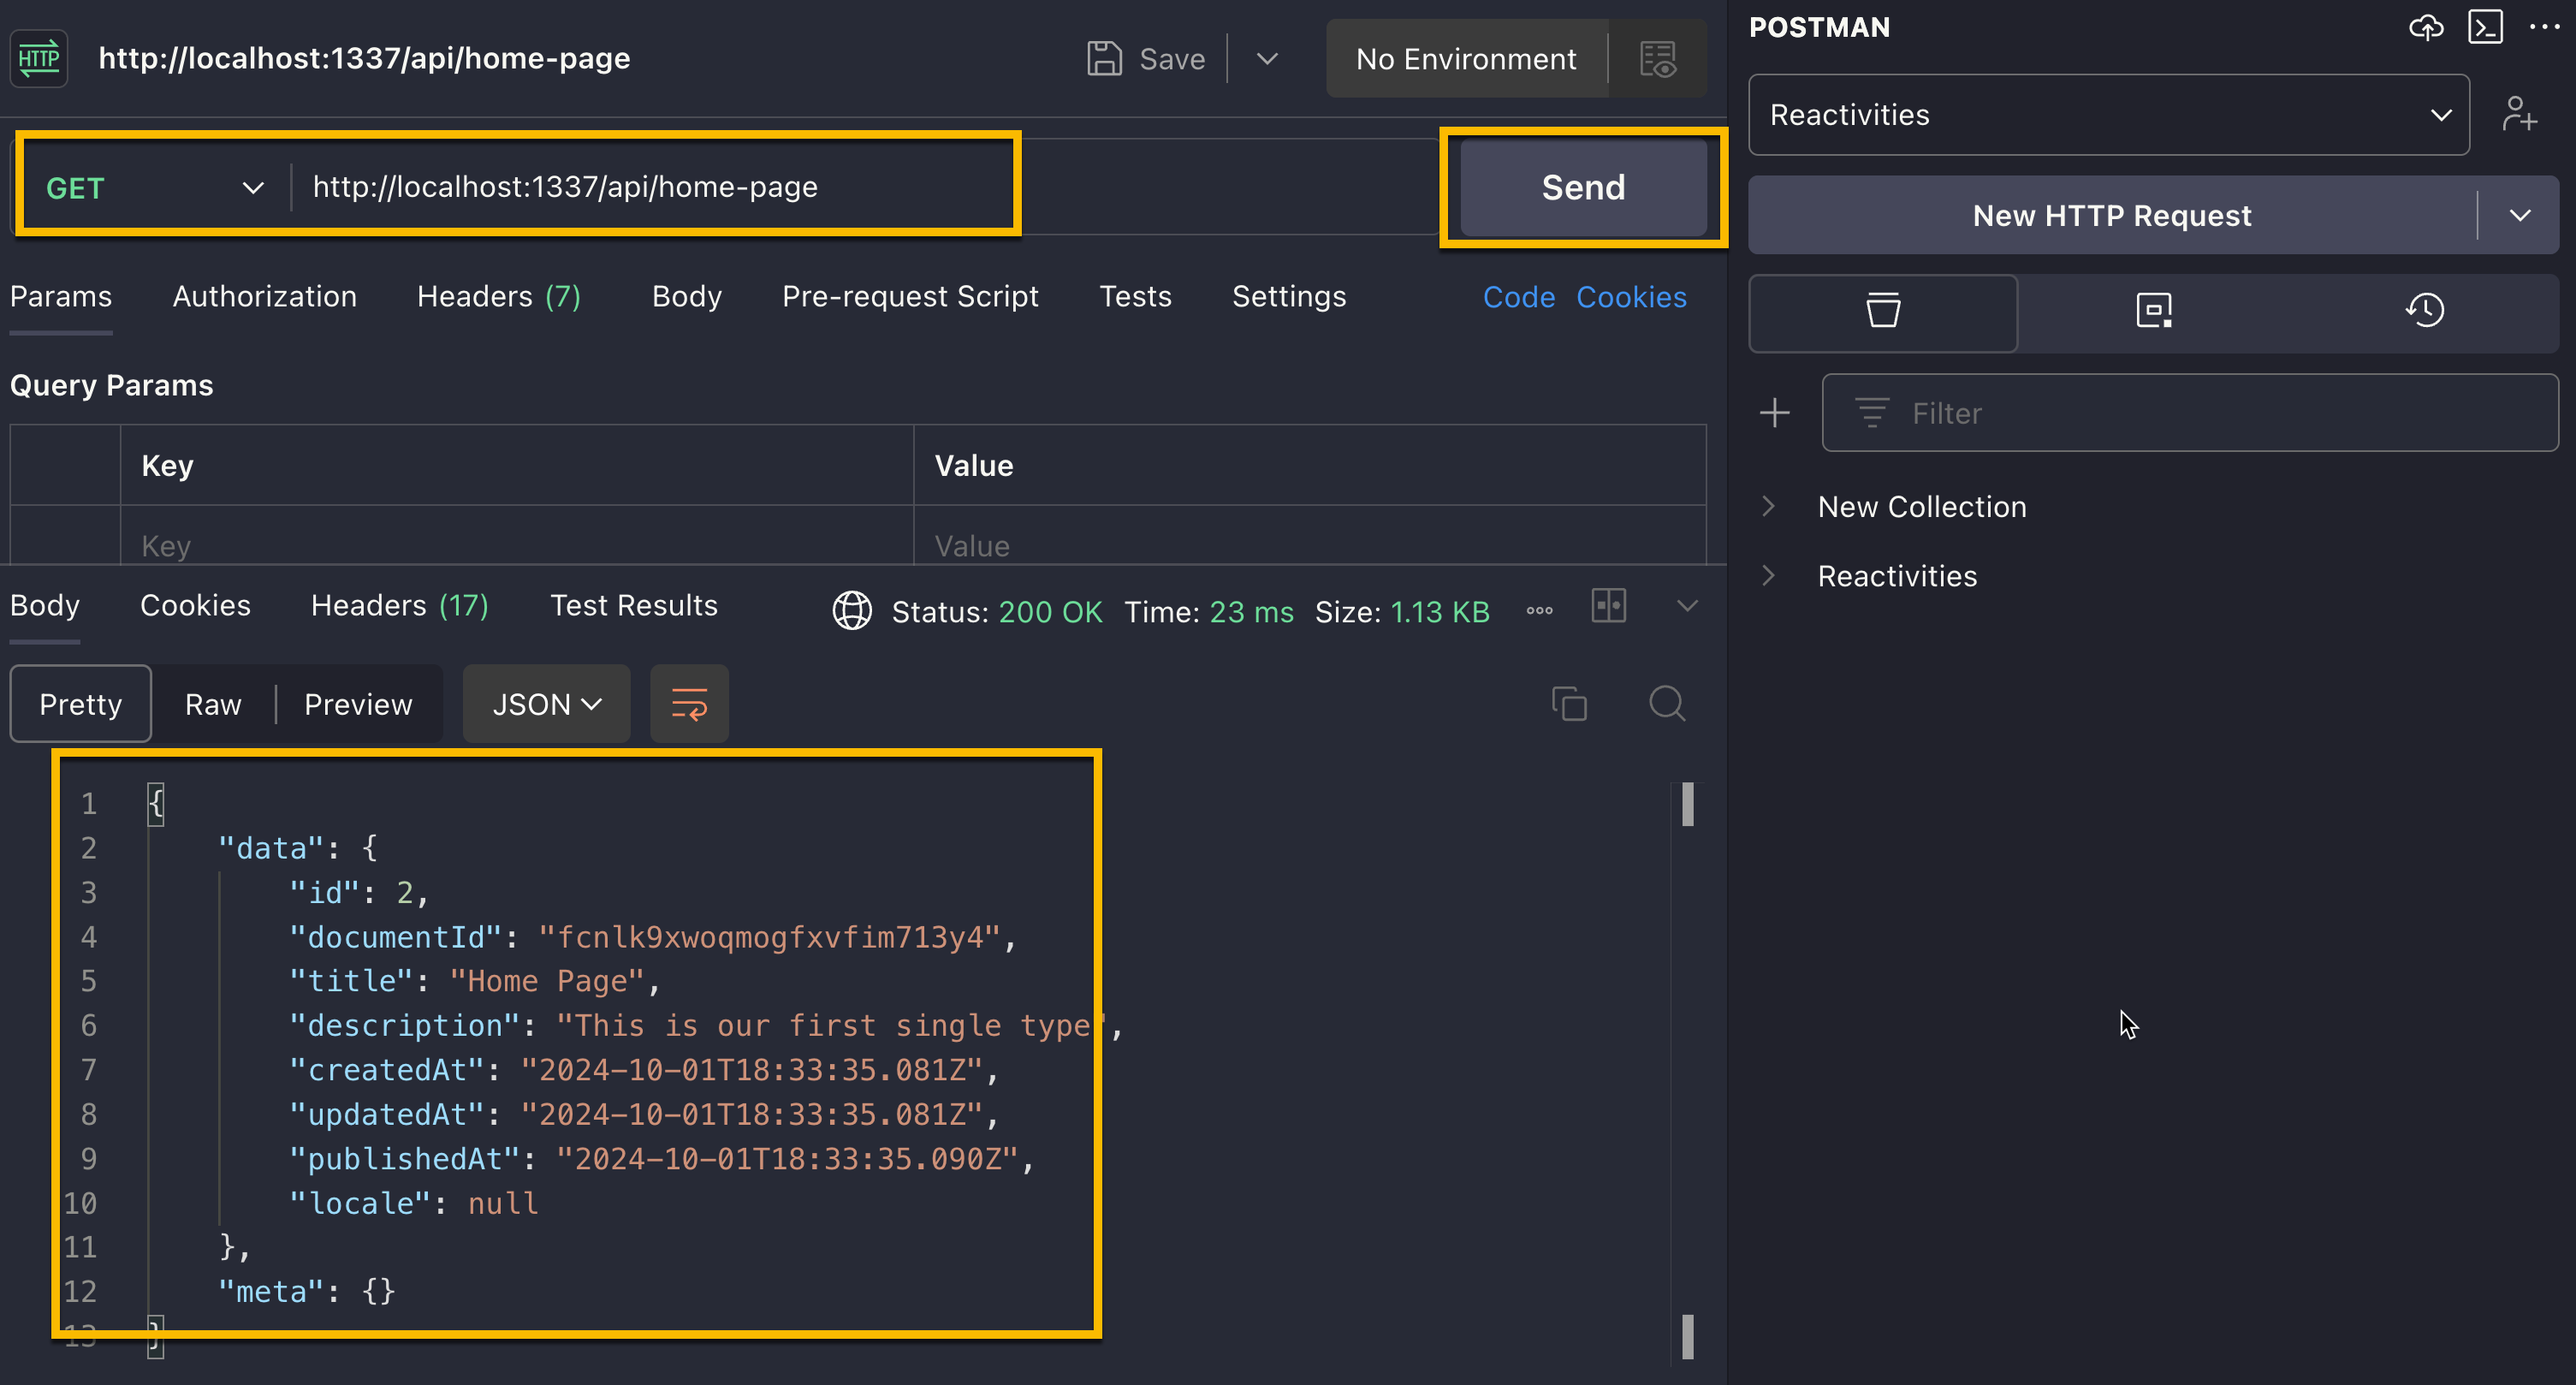 HTTP
http://localhost:1337/api/home-page
Save
No Environment
GET
http://localhost:1337/api/home-page
Send
Params
Authorization
Headers (7)
Body
Pre-request Script
Tests
Settings
Code
Cookies
Query Params
Key
Value
Key
Value
Body
Cookies
Headers (17)
Test Results
Status: 200 OK
Time: 23 ms
Size: 1.13 KB
Pretty
Raw
Preview
JSON
1 {
2 "data": {
3 "id": 2,
4 "documentId": "fcnlk9xwoqmogfxvfim713y4",
5 "title": "Home Page",
6 "description": "This is our first single type",
7 "createdAt": "2024-10-01T18:33:35.081Z",
8 "updatedAt": "2024-10-01T18:33:35.081Z",
9 "publishedAt": "2024-10-01T18:33:35.090Z",
10 "locale": null
11 },
12 "meta": {}
13 }
POSTMAN
Reactivities
New HTTP Request
Filter
New Collection
Reactivities